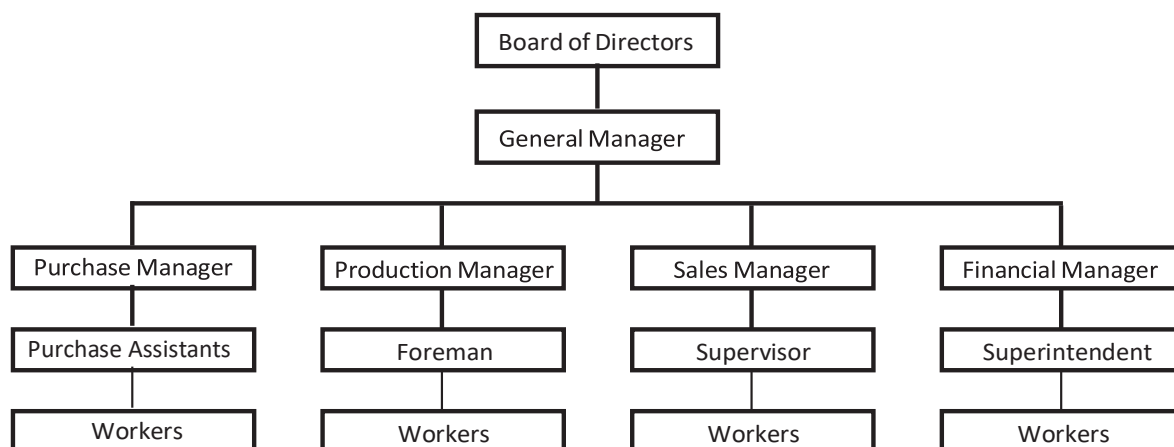 Board of Directors
General Manager
Purchase Manager
Production Manager
Sales Manager
Financial Manager
Purchase Assistants
Foreman
Supervisor
Superintendent
Workers
Workers
Workers
Workers